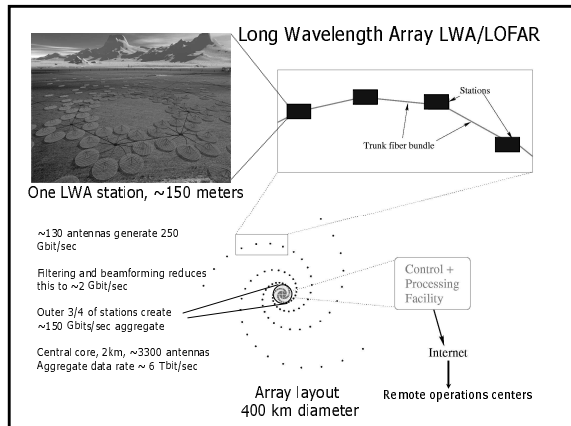 Long Wavelength Array LWA/LOFAR
Stations
Trunk fiber bundle
One LWA station, ~150 meters
~130 antennas generate 250
Gbit/sec
Filtering and beamforming reduces
this to ~2 Gbit/sec
Outer 3/4 of stations create
~150 Gbits/sec aggregate
Central core, 2km, ~3300 antennas
Aggregate data rate ~ 6 Tbit/sec
Array layout
400 km diameter
Control +
Processing
Facility
Internet
Remote operations centers